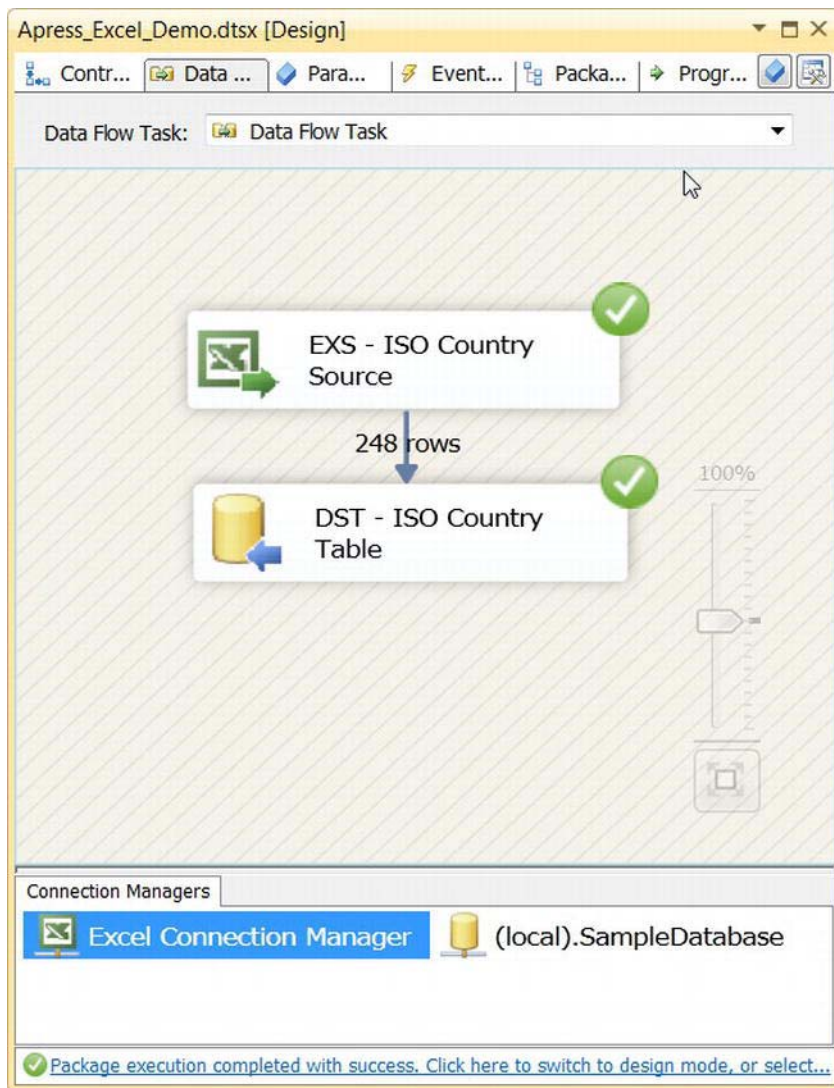 Apress_Excel_Demo.dtsx [Design]
Contr... Data ... Para... Event... Packa... Progr...
Data Flow Task: Data Flow Task
EXS - ISO Country
Source
248 rows
DST - ISO Country
Table
100%
Connection Managers
Excel Connection Manager (local).SampleDatabase
Package execution completed with success. Click here to switch to design mode, or select...